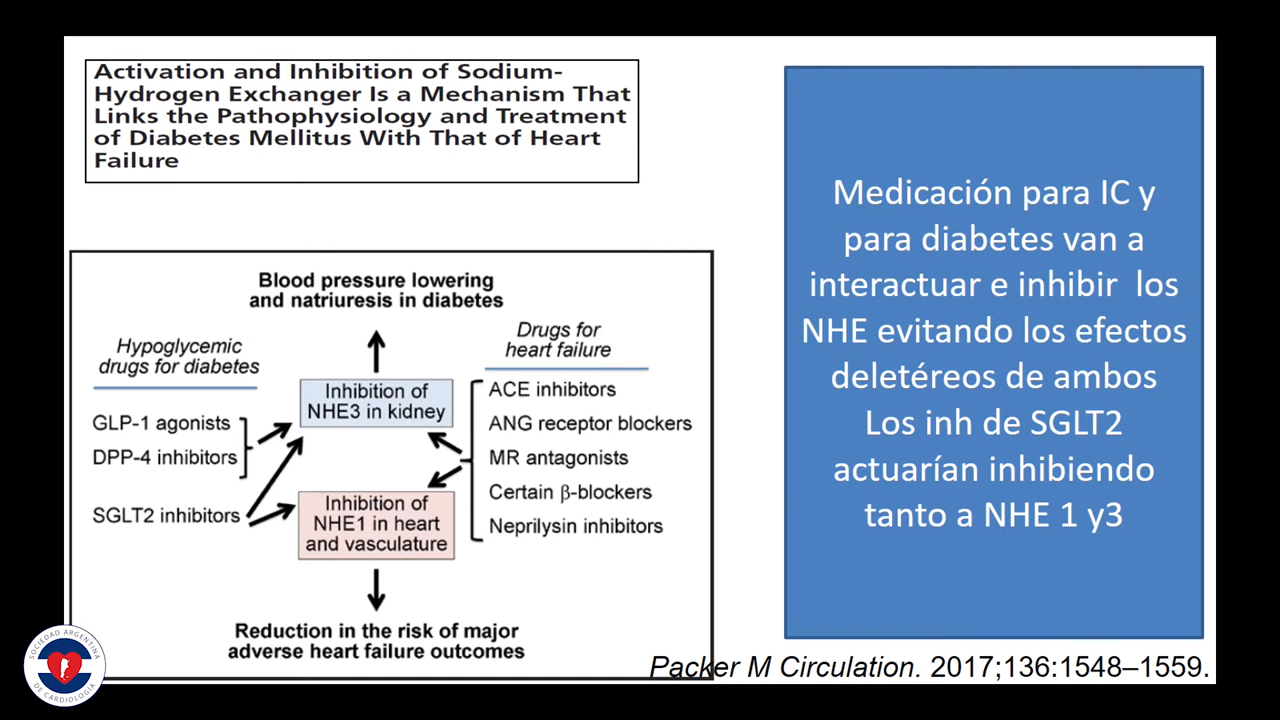 Activation and Inhibition of Sodium-
Hydrogen Exchanger Is a Mechanism That
Links the Pathophysiology and Treatment
of Diabetes Mellitus With That of Heart
Failure
Blood pressure lowering
and natriuresis in diabetes
Hypoglycemic
drugs for diabetes
GLP-1 agonists
DPP-4 inhibitors
SGLT2 inhibitors
Inhibition of
NHE3 in kidney
Inhibition of
NHE1 in heart
and vasculature
Drugs for
heart failure
ACE inhibitors
ANG receptor blockers
MR antagonists
Certain β-blockers
Neprilysin inhibitors
Reduction in the risk of major
adverse heart failure outcomes
Medicación para IC y
para diabetes van a
interactuar e inhibir  los
NHE evitando los efectos
deletéreos de ambos
Los inh de SGLT2
actuarían inhibiendo
tanto a NHE 1 y3
Packer M Circulation. 2017;136:1548–1559.
SOCIEDAD ARGENTINA
DE CARDIOLOGÍA